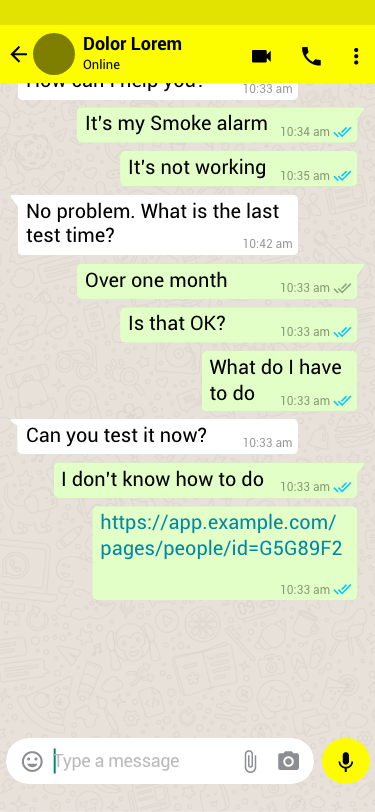 Dolor Lorem
Online
How can I help you?
10:33 am
It's my Smoke alarm
10:34 am
It's not working
10:35 am
No problem. What is the last
test time?
10:42 am
Over one month
10:33 am
Is that OK?
10:33 am
What do I have
to do
10:33 am
Can you test it now?
10:33 am
I don't know how to do
10:33 am
https://app.example.com/
pages/people/id=G5G89F2
10:33 am
Type a message